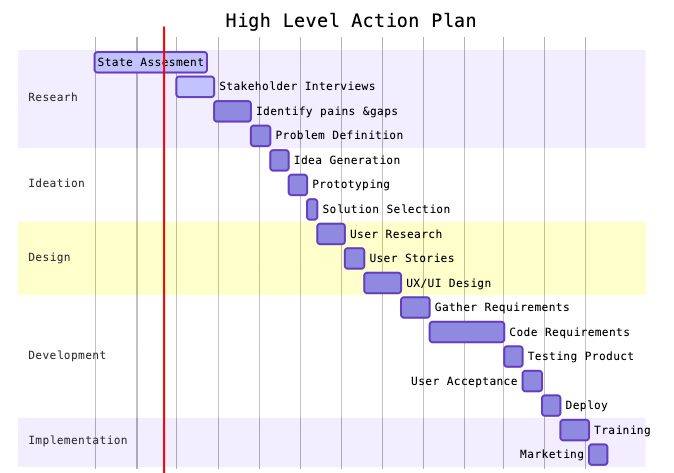 High Level Action Plan
State Assesment
Stakeholder Interviews
Researh
Identify pains &gaps
Problem Definition
Idea Generation
Ideation
Prototyping
Solution Selection
User Research
Design
User Stories
UX/UI Design
Gather Requirements
Code Requirements
Development
Testing Product
User Acceptance
Deploy
Training
Implementation
Marketing